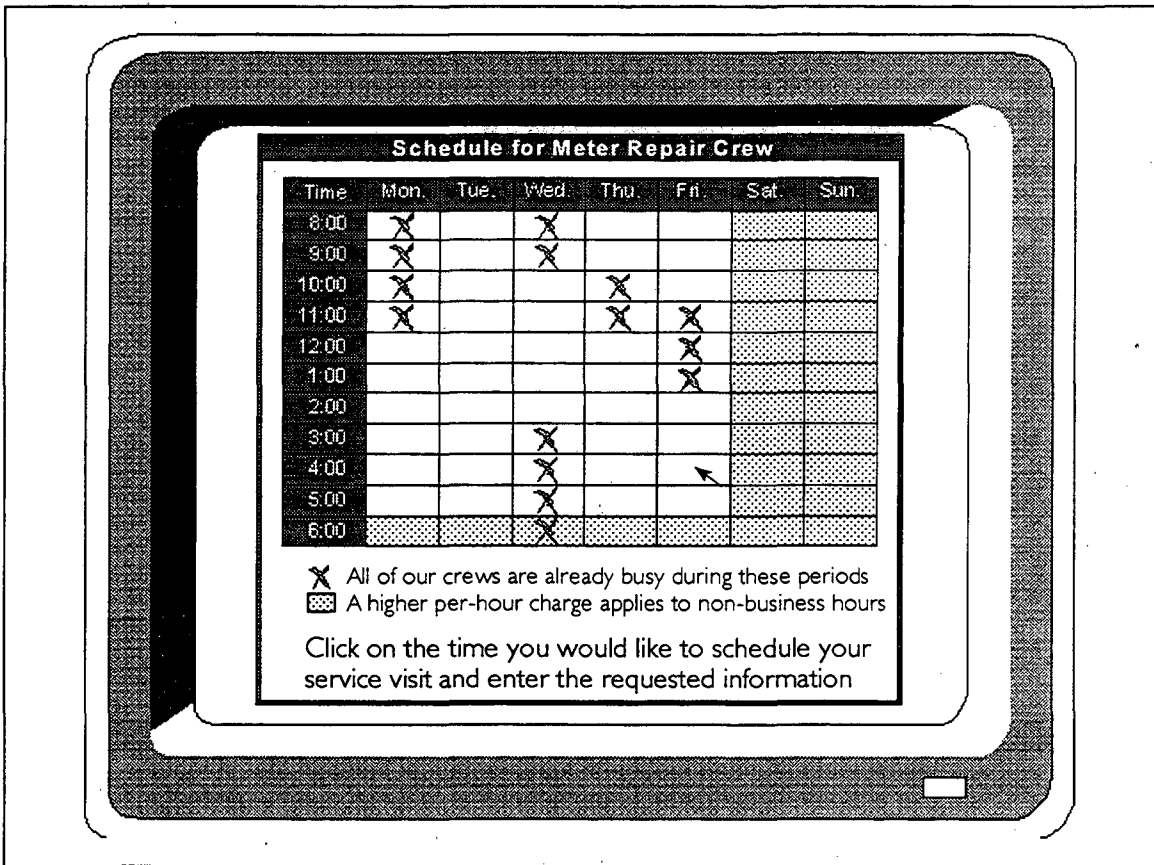 Schedule for Meter Repair Crew
Time Mon. Tue. Wed. Thu. Fri. Sat. Sun.
8:00
9:00
10:00
11:00
12:00
1:00
2:00
3:00
4:00
5:00
6:00
All of our crews are already busy during these periods
A higher per-hour charge applies to non-business hours
Click on the time you would like to schedule your
service visit and enter the requested information